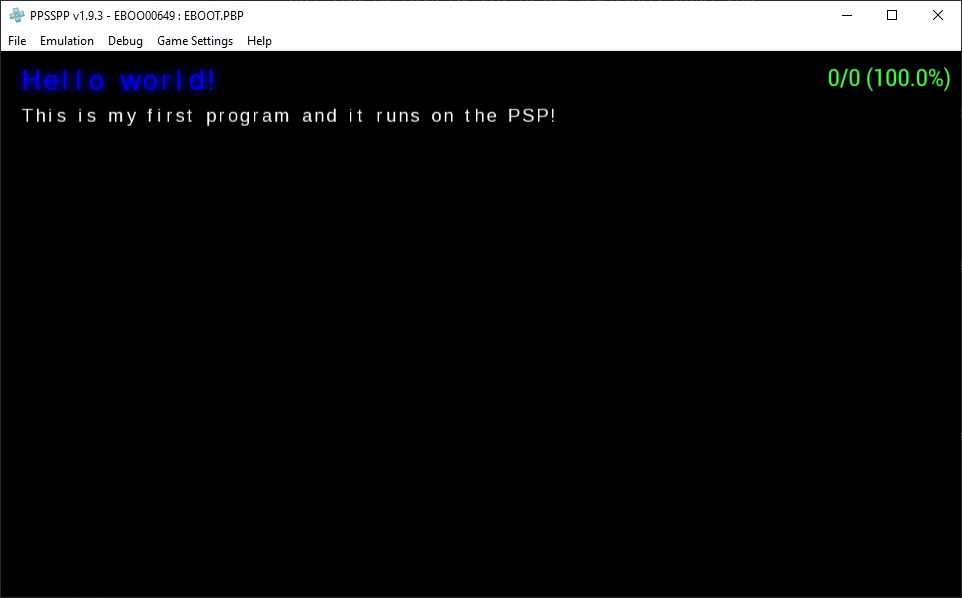 PPSSPP v1.9.3 - EBOO00649 : EBOOT.PBP
File Emulation Debug Game Settings Help
Hello world! 0/0 (100.0%)
This is my first program and it runs on the PSP!